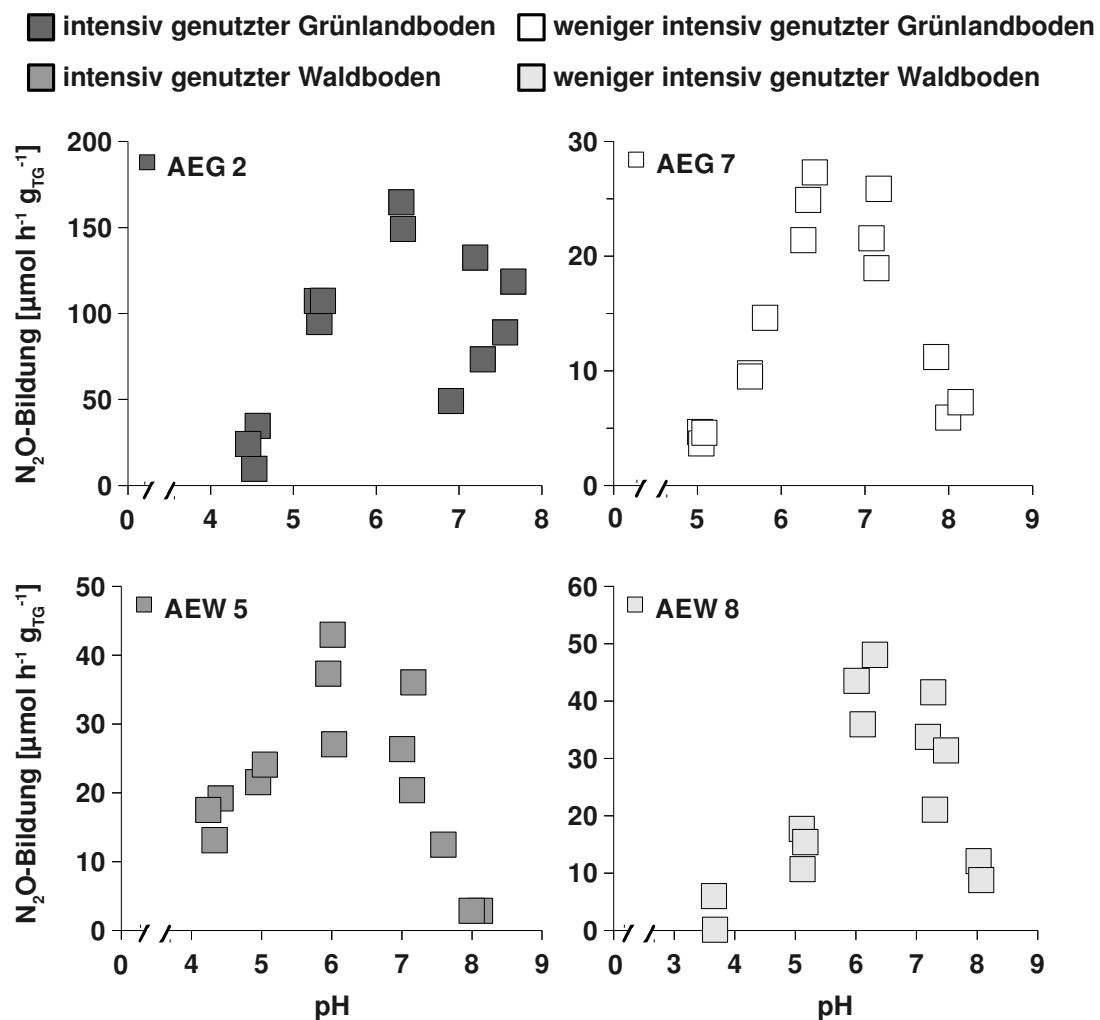 intensiv genutzter Grünlandboden weniger intensiv genutzter Grünlandboden
intensiv genutzter Waldboden weniger intensiv genutzter Waldboden
N₂O-Bildung [µmol h⁻¹ g_TG⁻¹]
200
150
100
50
0
AEG 2
0 4 5 6 7 8
30
20
10
0
AEG 7
0 5 6 7 8 9
N₂O-Bildung [µmol h⁻¹ g_TG⁻¹]
50
40
30
20
10
0
AEW 5
0 4 5 6 7 8 9
pH
60
50
40
30
20
10
0
AEW 8
0 3 4 5 6 7 8 9
pH